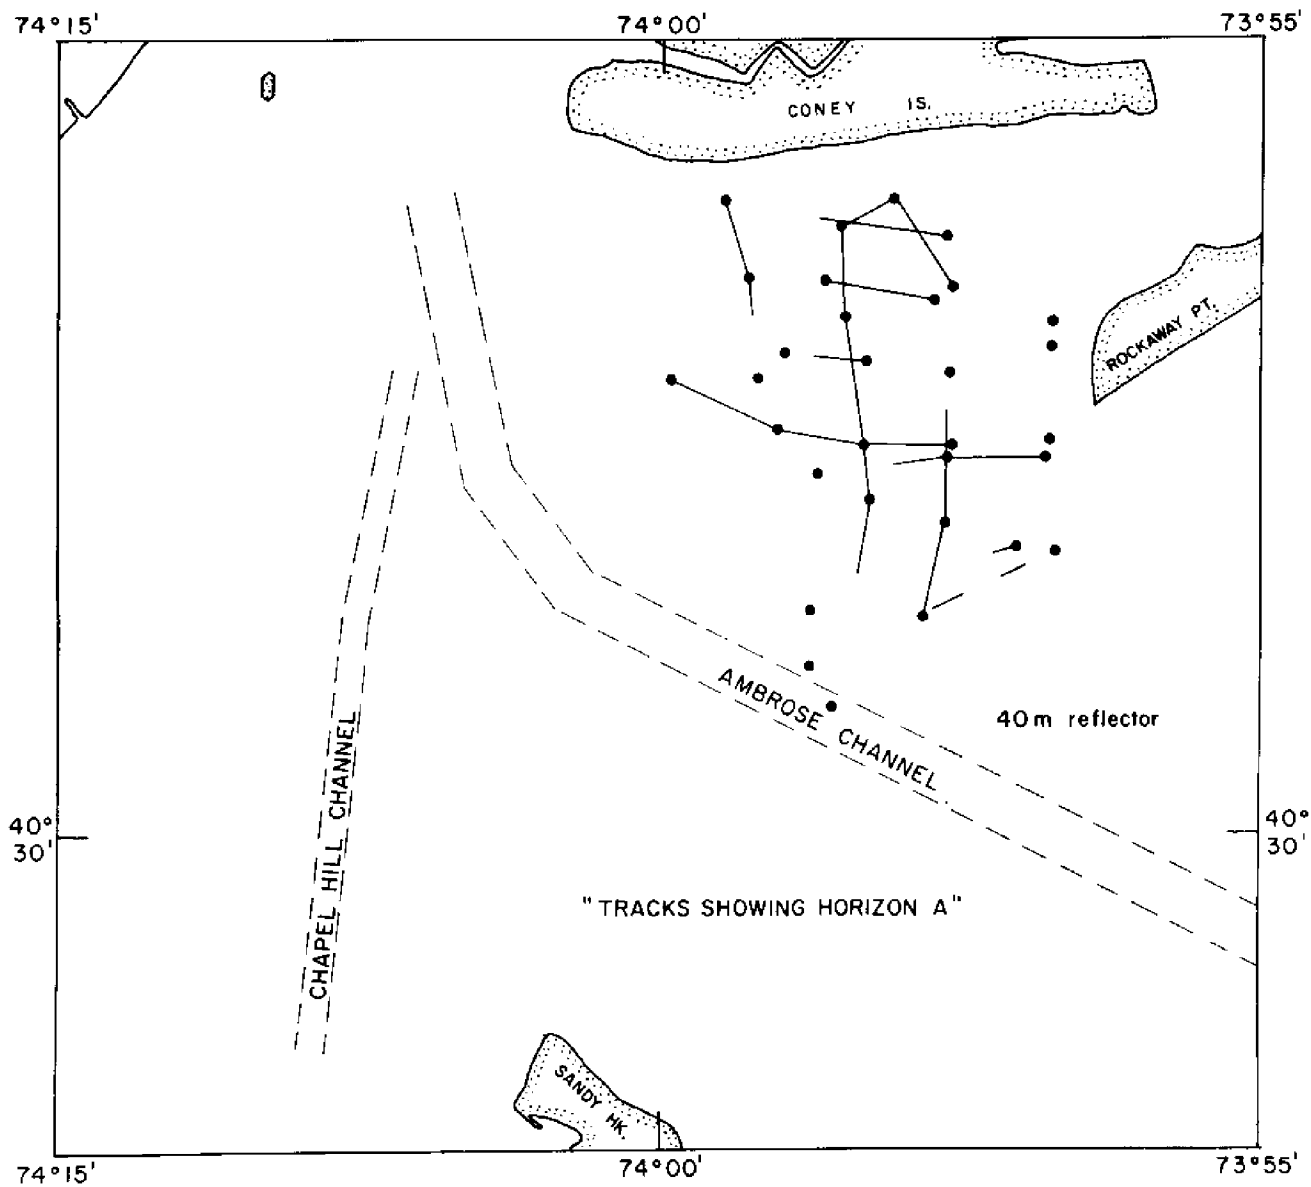 74°15' 74°00' 73°55'
CONEY IS.
ROCKAWAY PT.
AMBROSE CHANNEL
40m reflector
CHAPEL HILL CHANNEL
40° 40°
30' 30'
"TRACKS SHOWING HORIZON A"
SANDY HK.
74°15' 74°00' 73°55'